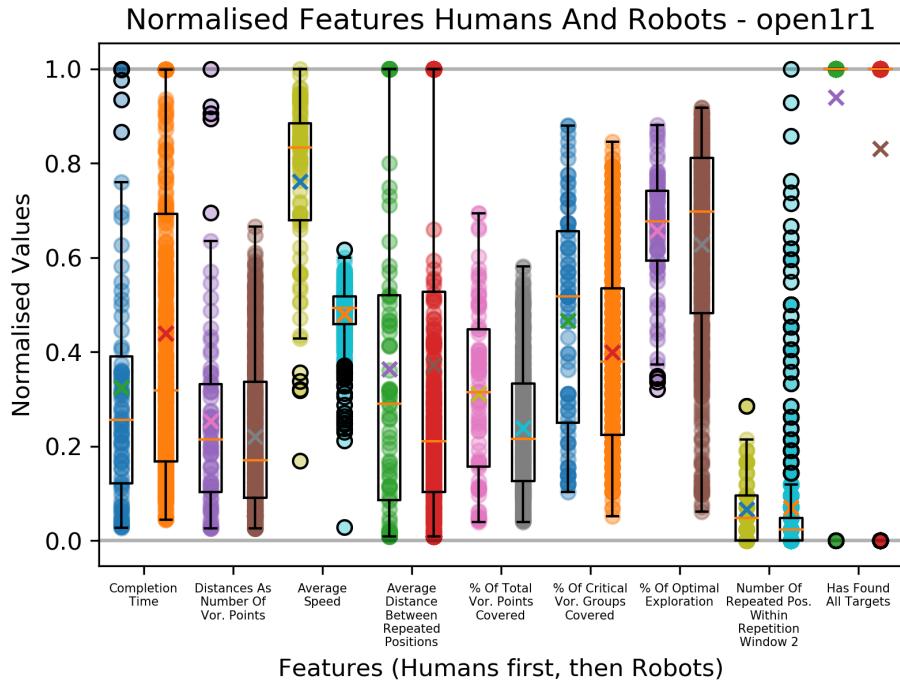 Normalised Features Humans And Robots - open1r1
Normalised Values
1.0
0.8
0.6
0.4
0.2
0.0
Completion
Time
Distances As
Number Of
Vor. Points
Average
Speed
Average
Distance
Between
Repeated
Positions
% Of Total
Vor. Points
Covered
% Of Critical
Vor. Groups
Covered
% Of Optimal
Exploration
Number Of
Repeated Pos.
Within
Repetition
Window 2
Has Found
All Targets
Features (Humans first, then Robots)